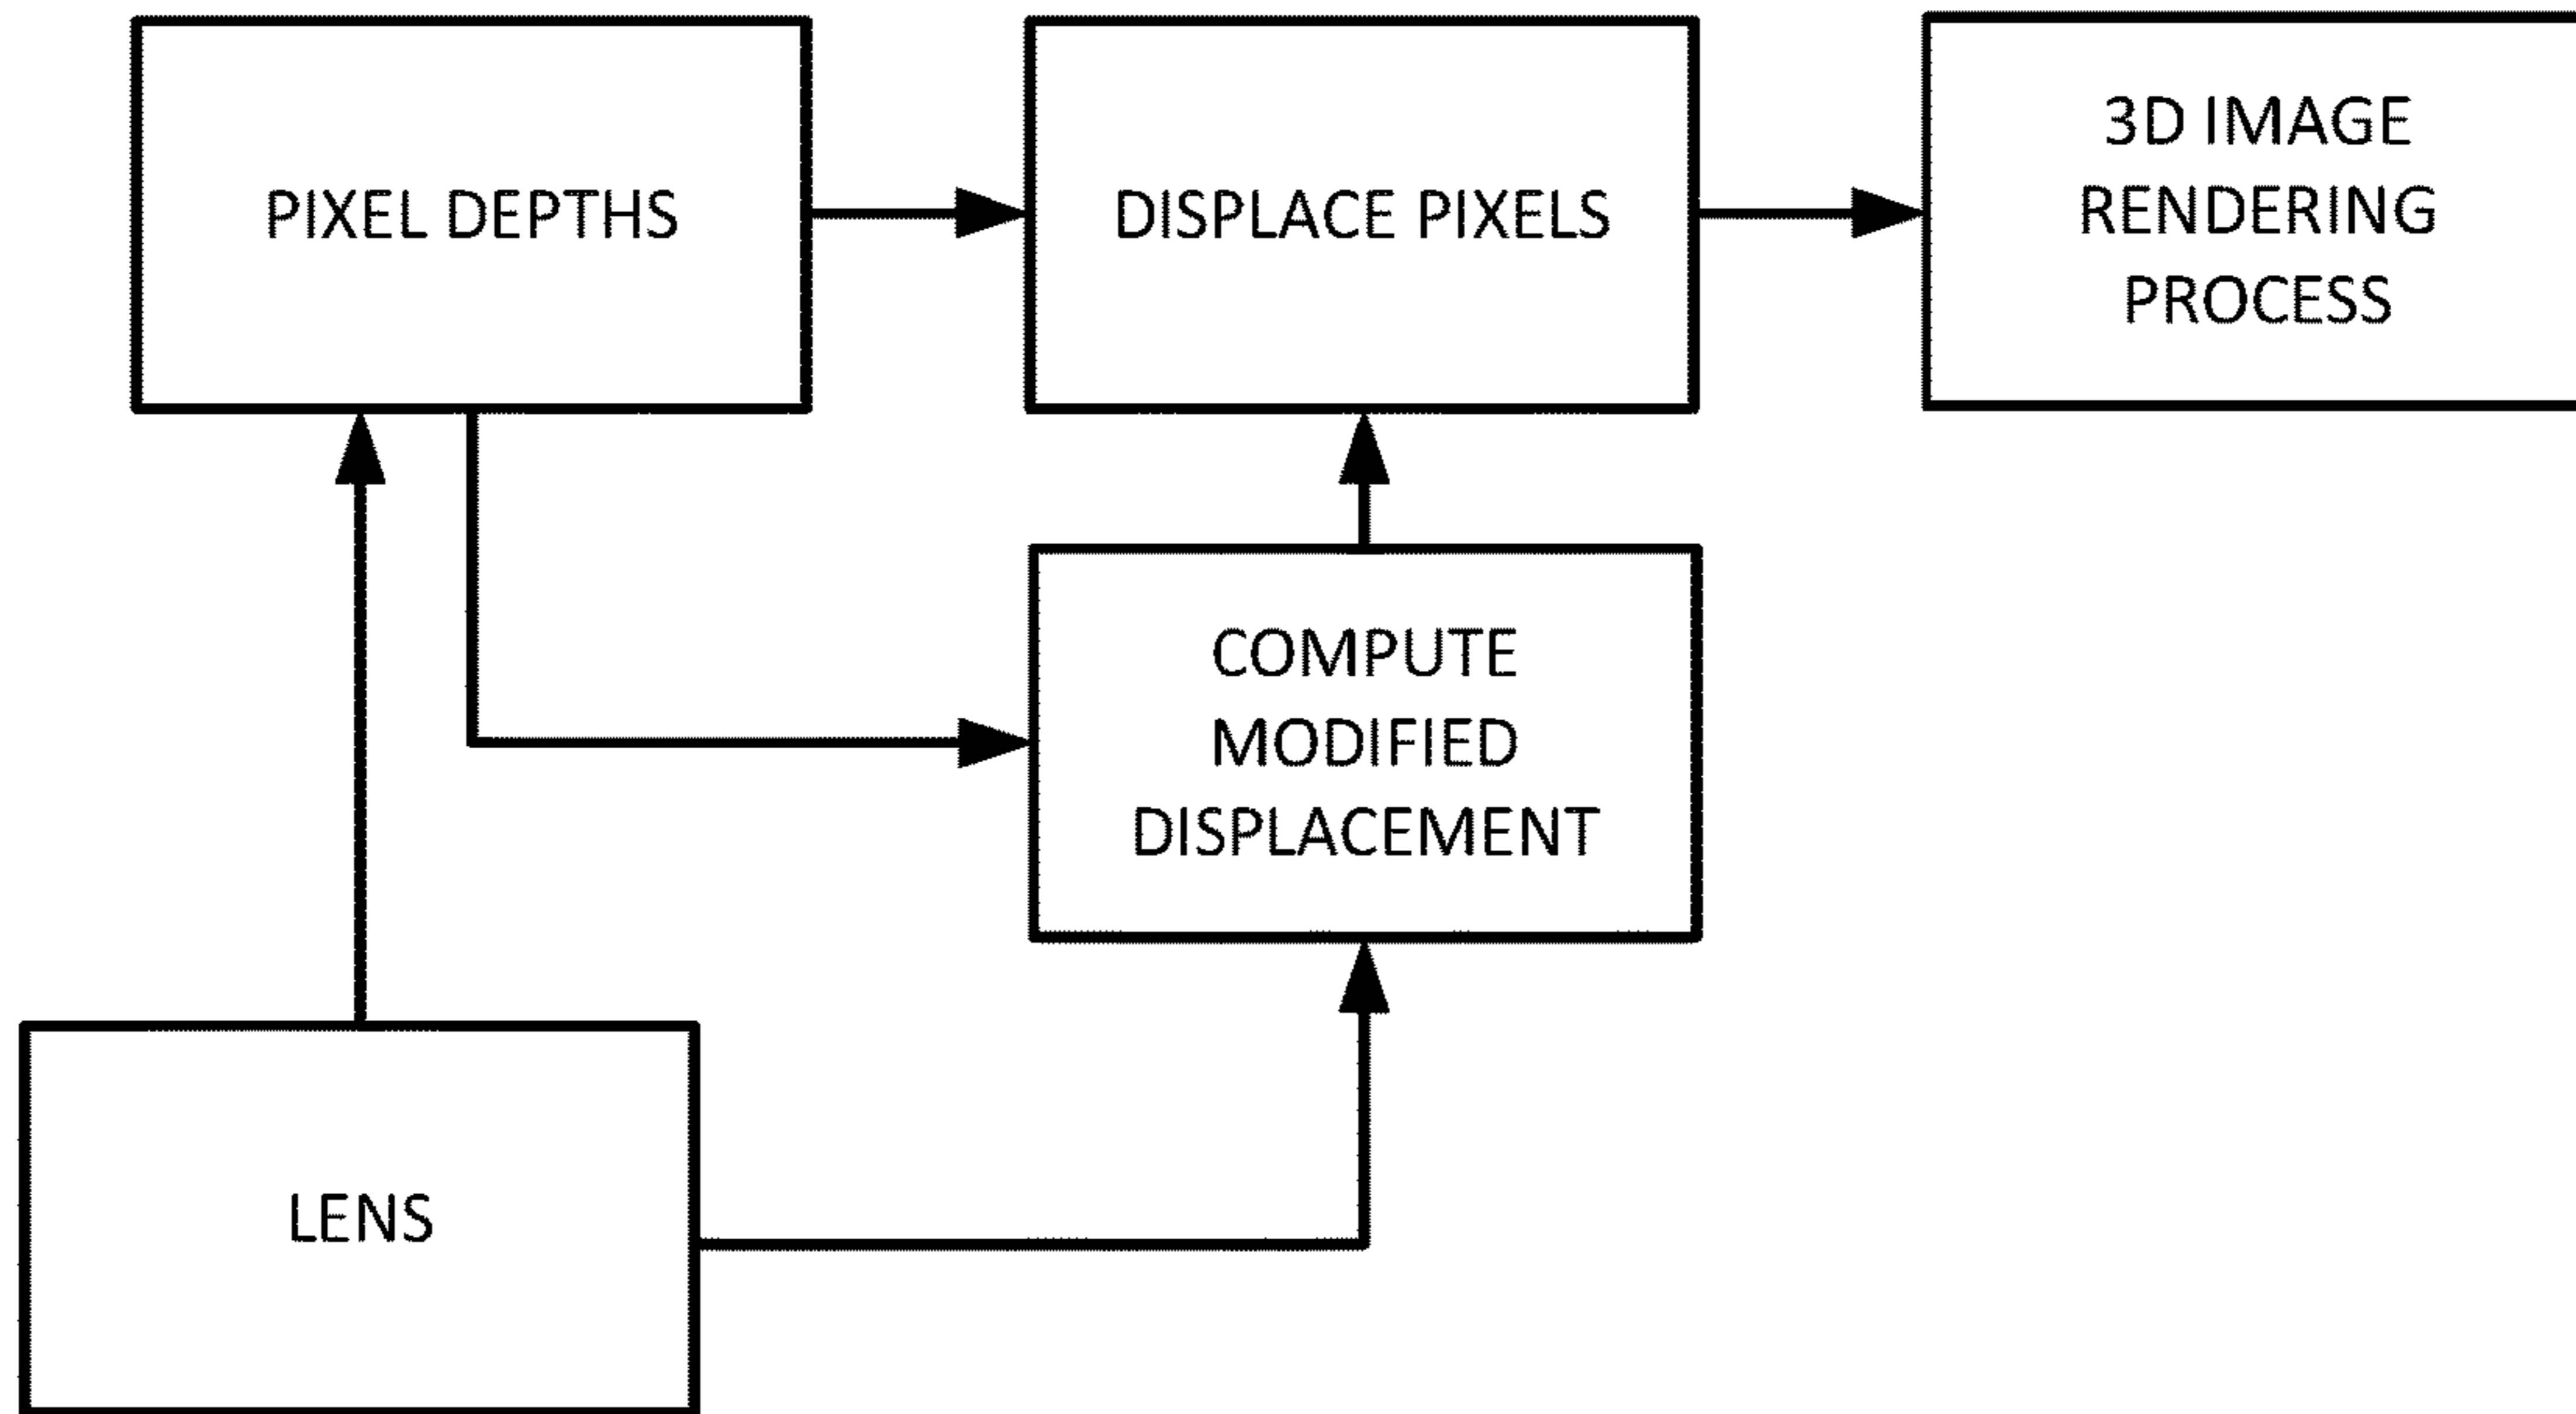 PIXEL DEPTHS
DISPLACE PIXELS
3D IMAGE
RENDERING
PROCESS
COMPUTE
MODIFIED
DISPLACEMENT
LENS